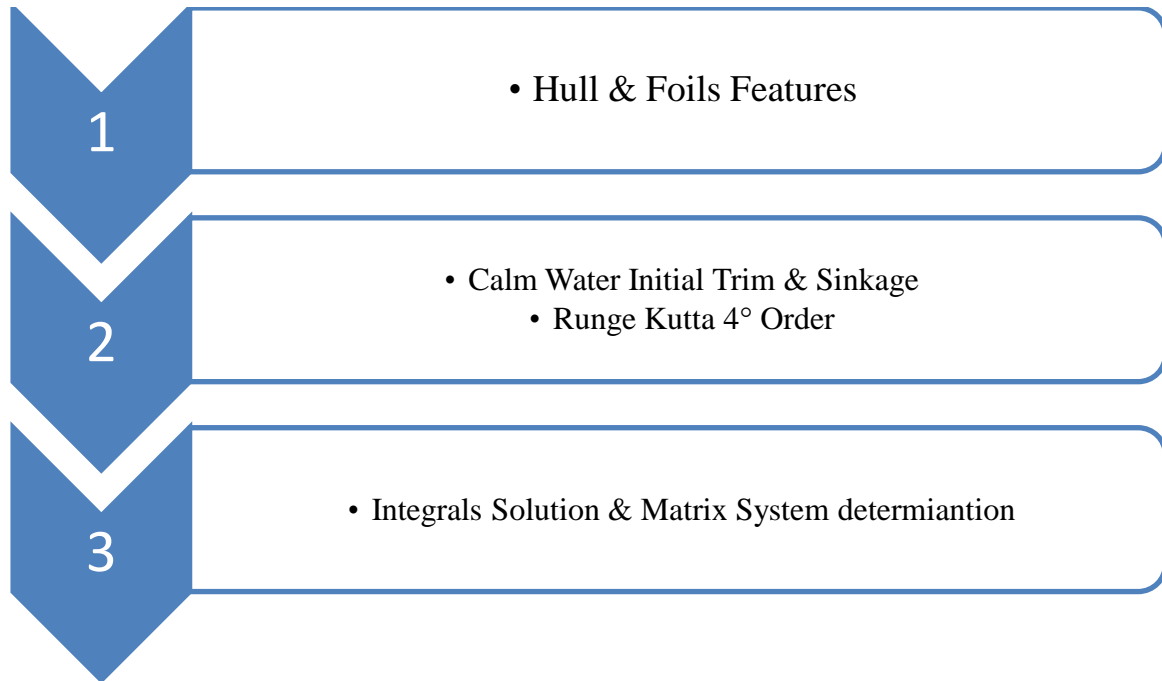 1
• Hull & Foils Features
2
• Calm Water Initial Trim & Sinkage
• Runge Kutta 4° Order
3
• Integrals Solution & Matrix System determiantion